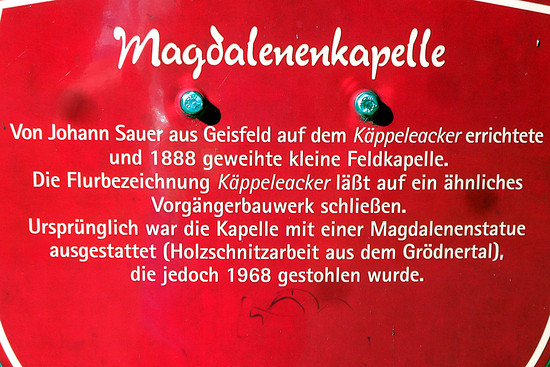 Magdalenenkapelle
Von Johann Sauer aus Geisfeld auf dem Käppeleacker errichtete
und 1888 geweihte kleine Feldkapelle.
Die Flurbezeichnung Käppeleacker läßt auf ein ähnliches
Vorgängerbauwerk schließen.
Ursprünglich war die Kapelle mit einer Magdalenenstatue
ausgestattet (Holzschnitzarbeit aus dem Grödnertal),
die jedoch 1968 gestohlen wurde.